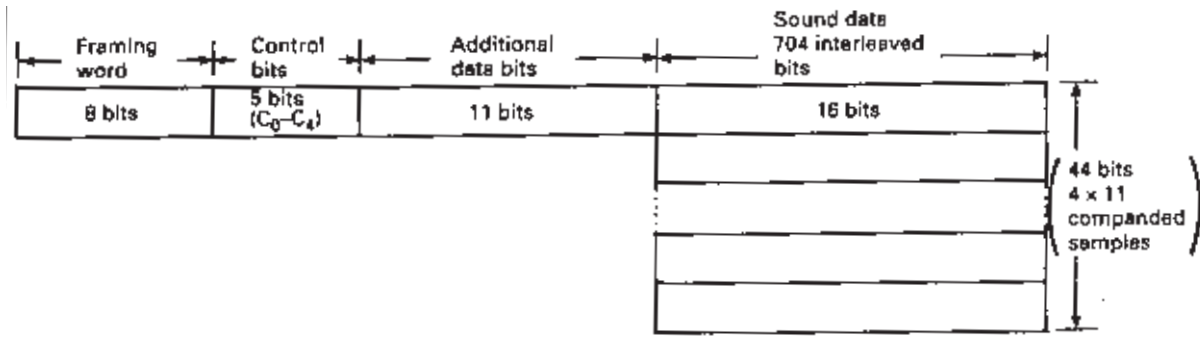 Framing
word
Control
bits
Additional
data bits
Sound data
704 interleaved
bits
8 bits
5 bits
(C₀–C₄)
11 bits
16 bits
44 bits
4 x 11
companded
samples